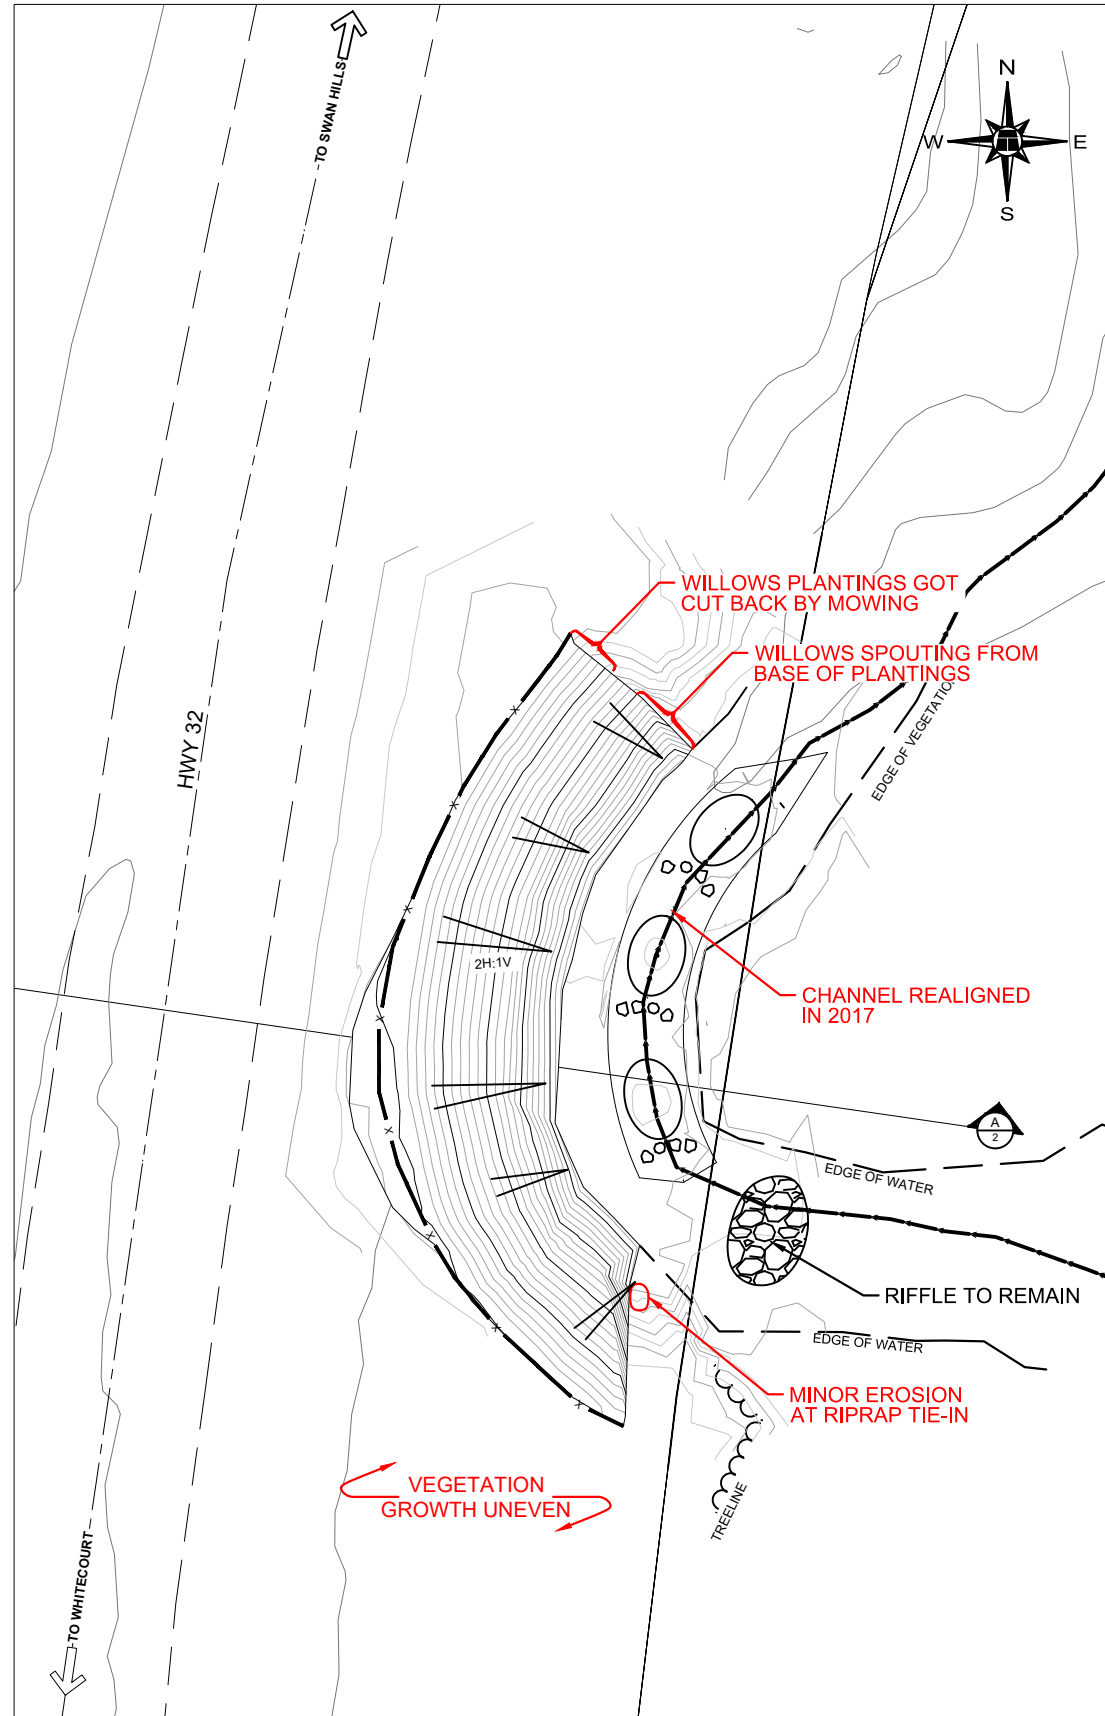 TO SWAN HILLS
N
W
E
S
WILLOWS PLANTINGS GOT
CUT BACK BY MOWING
WILLOWS SPOUTING FROM
BASE OF PLANTINGS
HWY 32
EDGE OF VEGETATION
2H:1V
CHANNEL REALIGNED
IN 2017
A
2
EDGE OF WATER
RIFFLE TO REMAIN
EDGE OF WATER
MINOR EROSION
AT RIPRAP TIE-IN
VEGETATION
GROWTH UNEVEN
TREELINE
TO WHITECOURT